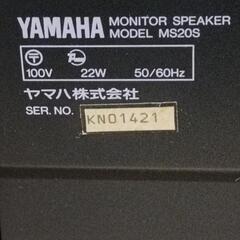 YAMAHA MONITOR SPEAKER
MODEL MS20S
100V 22W 50/60Hz
ヤマハ株式会社
SER. NO. KN01421